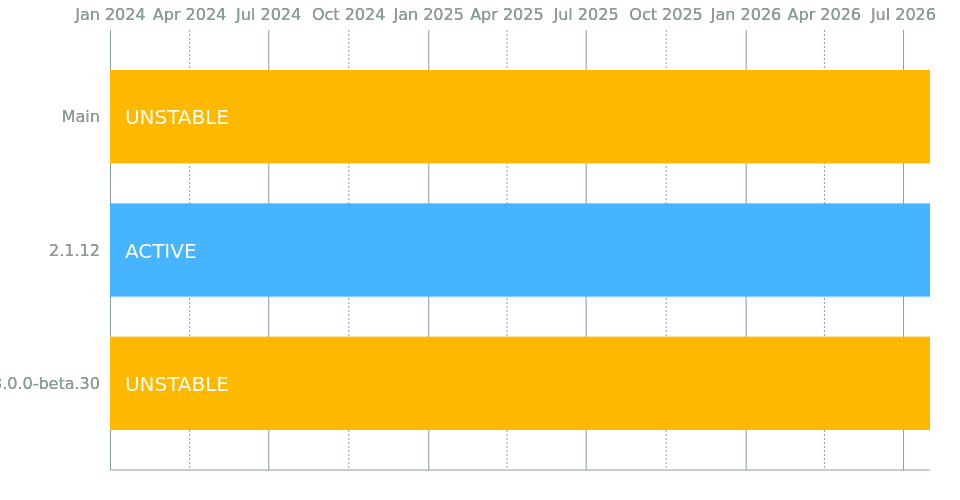 Jan 2024 Apr 2024 Jul 2024 Oct 2024 Jan 2025 Apr 2025 Jul 2025 Oct 2025 Jan 2026 Apr 2026 Jul 2026
Main UNSTABLE
2.1.12 ACTIVE
3.0.0-beta.30 UNSTABLE